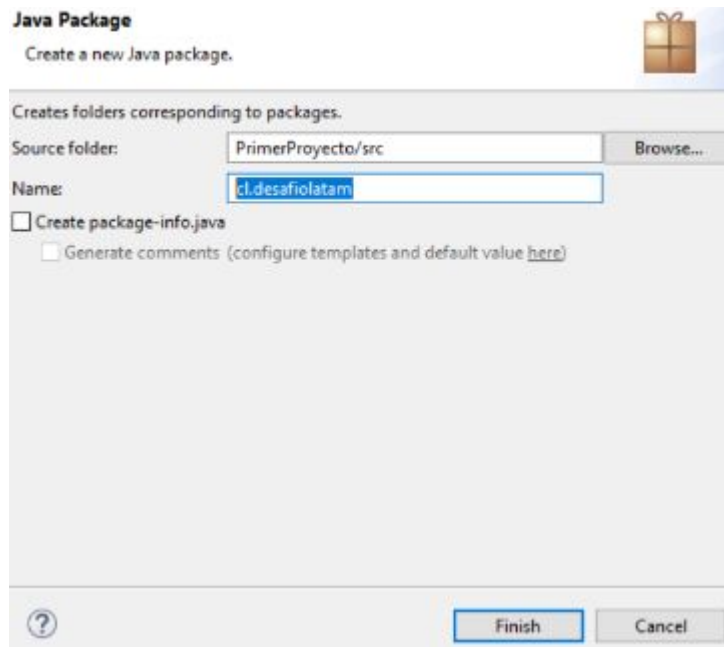 Java Package
Create a new Java package.
Creates folders corresponding to packages.
Source folder: PrimerProyecto/src Browse...
Name: cl.desafiolatam
Create package-info.java
Generate comments (configure templates and default value here)
? Finish Cancel